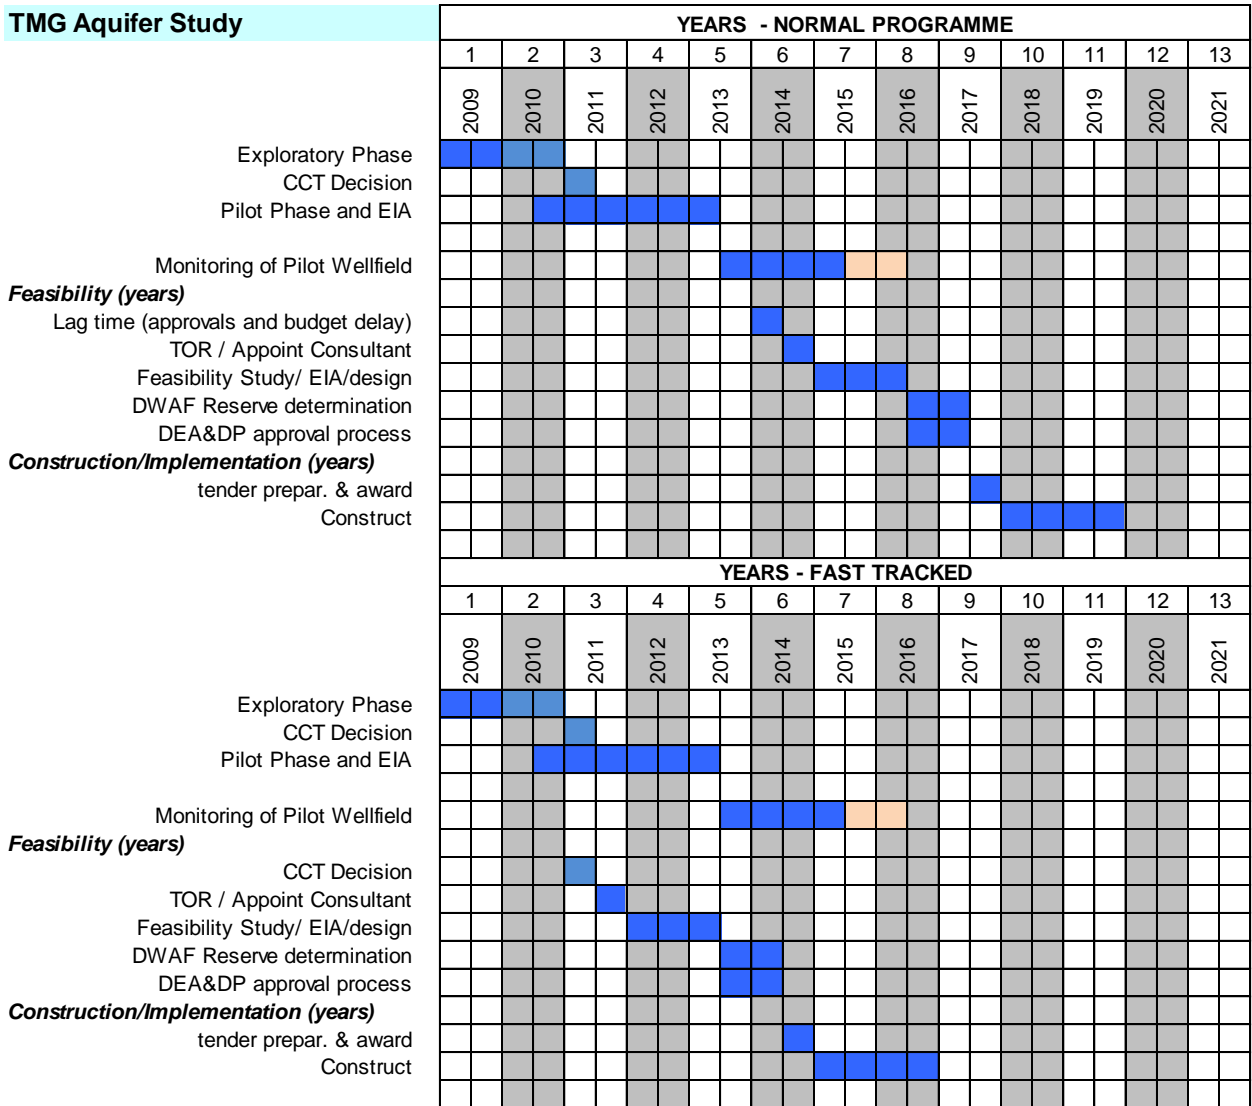 TMG Aquifer Study
YEARS - NORMAL PROGRAMME
1 2 3 4 5 6 7 8 9 10 11 12 13
2009 2010 2011 2012 2013 2014 2015 2016 2017 2018 2019 2020 2021
Exploratory Phase
CCT Decision
Pilot Phase and EIA
Monitoring of Pilot Wellfield
Feasibility (years)
Lag time (approvals and budget delay)
TOR / Appoint Consultant
Feasibility Study/ EIA/design
DWAF Reserve determination
DEA&DP approval process
Construction/Implementation (years)
tender prepar. & award
Construct
YEARS - FAST TRACKED
1 2 3 4 5 6 7 8 9 10 11 12 13
2009 2010 2011 2012 2013 2014 2015 2016 2017 2018 2019 2020 2021
Exploratory Phase
CCT Decision
Pilot Phase and EIA
Monitoring of Pilot Wellfield
Feasibility (years)
CCT Decision
TOR / Appoint Consultant
Feasibility Study/ EIA/design
DWAF Reserve determination
DEA&DP approval process
Construction/Implementation (years)
tender prepar. & award
Construct